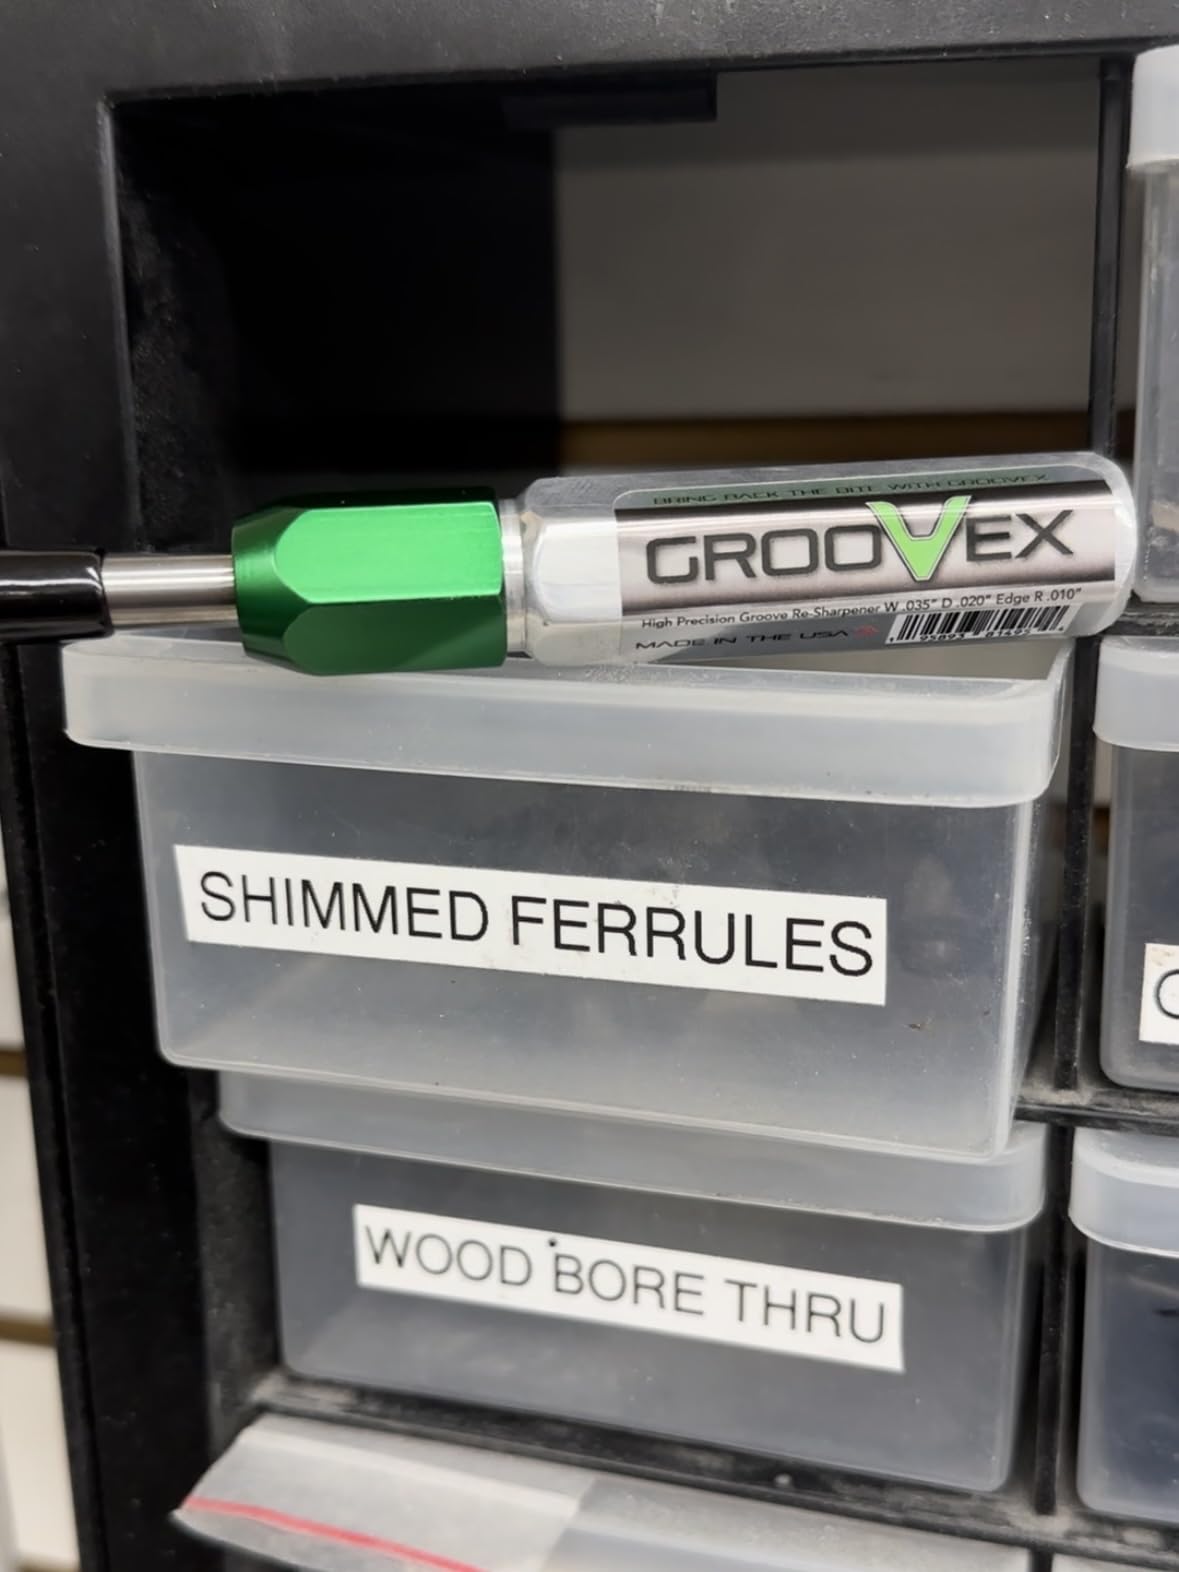 BRING BACK THE BITE WITH GROOVEX
GROOVEX
High Precision Groove Re-Sharpener W .035" D .020" Edge R .010"
MADE IN THE USA
SHIMMED FERRULES
WOOD BORE THRU